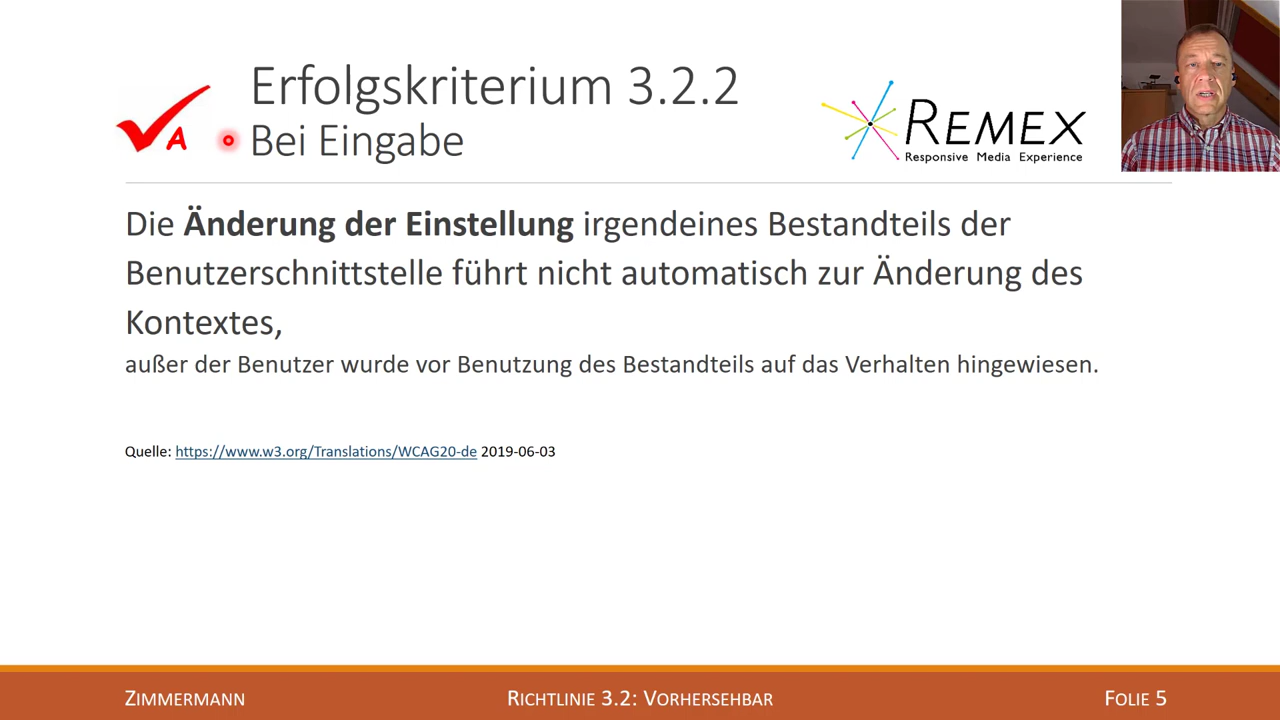 Erfolgskriterium 3.2.2
A
Bei Eingabe
REMEX
Responsive Media Experience
Die Änderung der Einstellung irgendeines Bestandteils der
Benutzerschnittstelle führt nicht automatisch zur Änderung des
Kontextes,
außer der Benutzer wurde vor Benutzung des Bestandteils auf das Verhalten hingewiesen.
Quelle: https://www.w3.org/Translations/WCAG20-de 2019-06-03
ZIMMERMANN
RICHTLINIE 3.2: VORHERSEHBAR
FOLIE 5